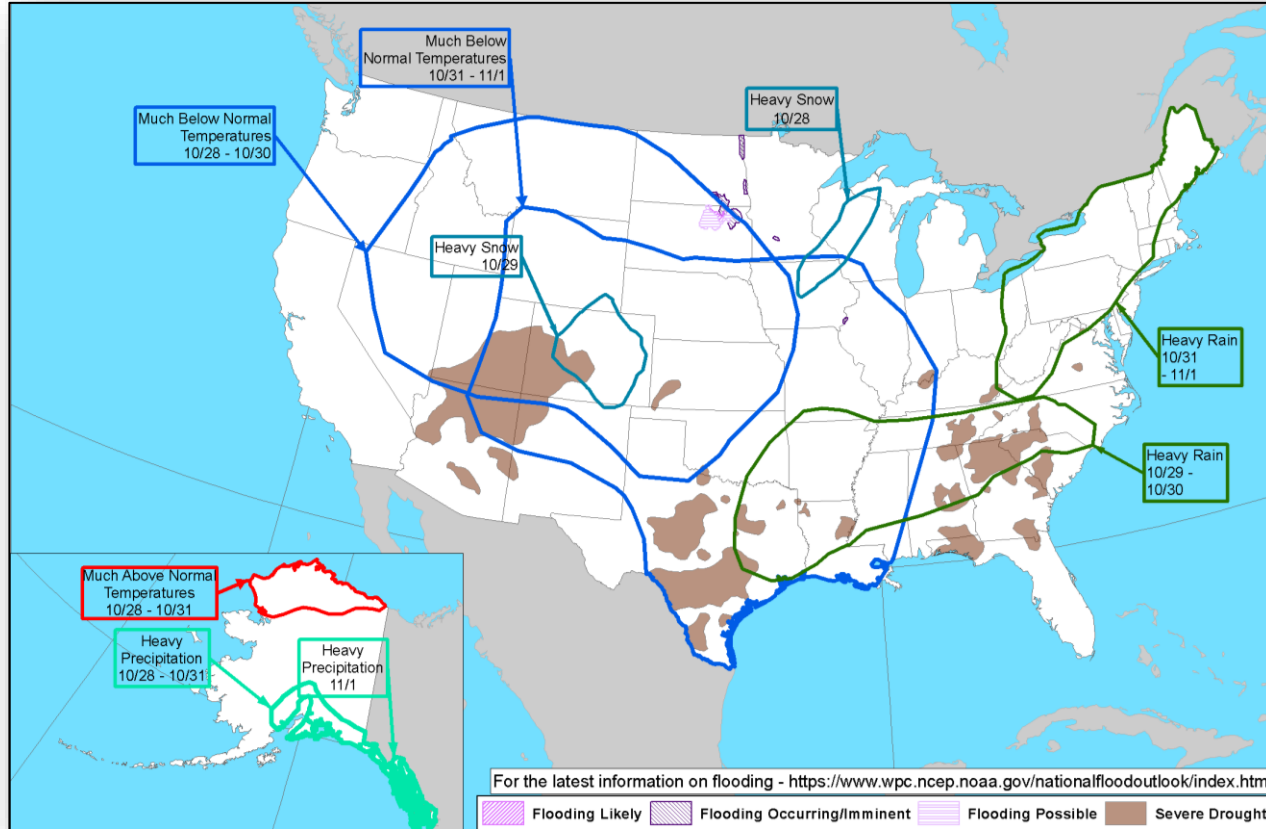 Much Below
Normal Temperatures
10/31 - 11/1
Heavy Snow
10/28
Much Below Normal
Temperatures
10/28 - 10/30
Heavy Snow
10/29
Heavy Rain
10/31
- 11/1
Heavy Rain
10/29 -
10/30
Much Above Normal
Temperatures
10/28 - 10/31
Heavy
Precipitation
10/28 - 10/31
Heavy
Precipitation
11/1
For the latest information on flooding - https://www.wpc.ncep.noaa.gov/nationalfloodoutlook/index.htm
Flooding Likely
Flooding Occurring/Imminent
Flooding Possible
Severe Drought